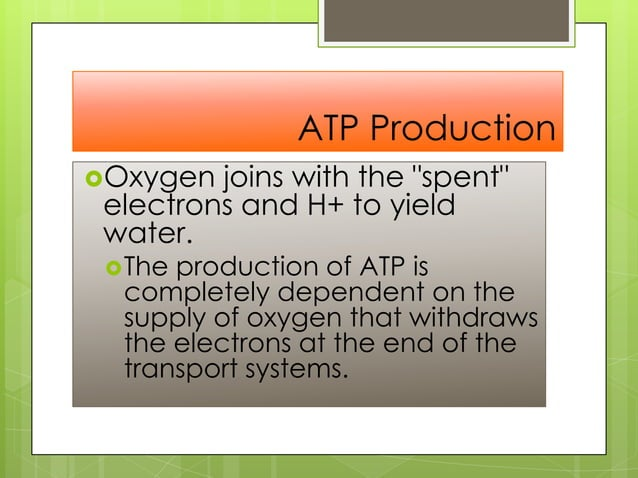 ATP Production
Oxygen joins with the "spent"
electrons and H+ to yield
water.
The production of ATP is
completely dependent on the
supply of oxygen that withdraws
the electrons at the end of the
transport systems.